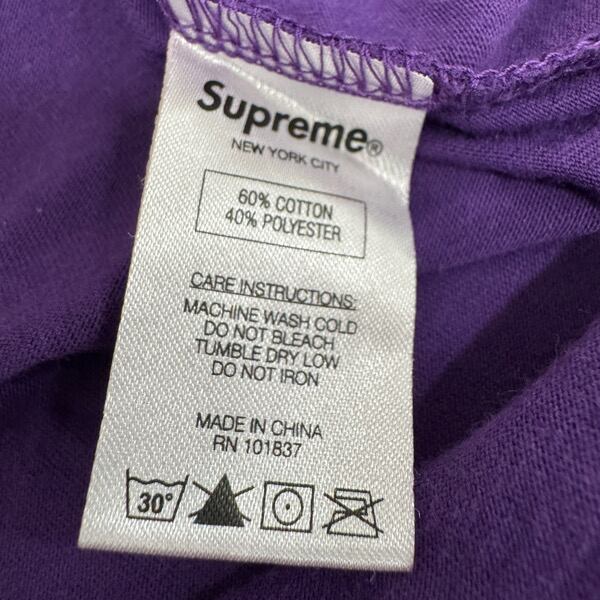 Supreme®
NEW YORK CITY
60% COTTON
40% POLYESTER
CARE INSTRUCTIONS:
MACHINE WASH COLD
DO NOT BLEACH
TUMBLE DRY LOW
DO NOT IRON
MADE IN CHINA
RN 101837
30°